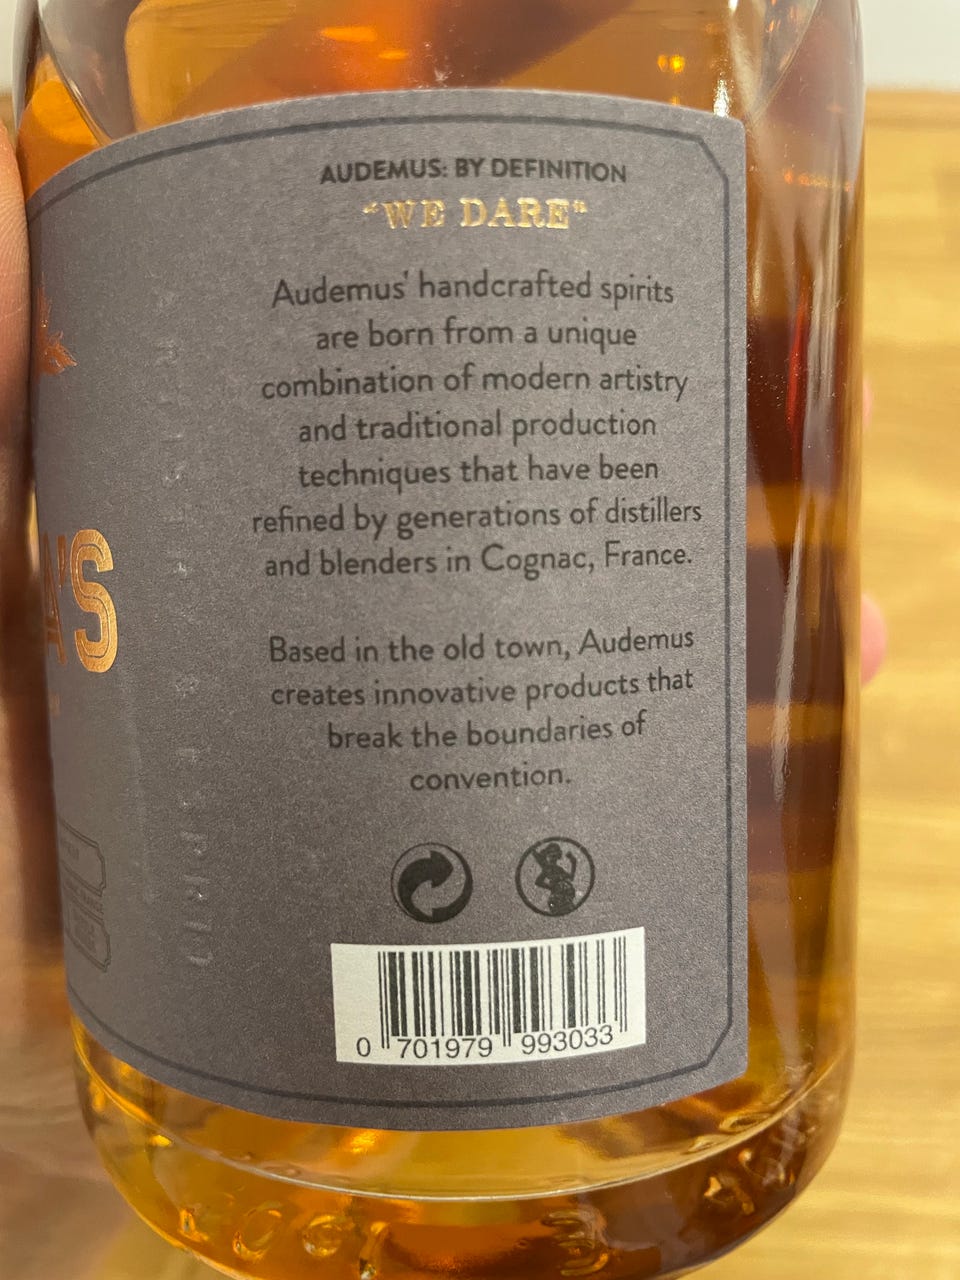 AUDEMUS: BY DEFINITION
"WE DARE"
Audemus' handcrafted spirits
are born from a unique
combination of modern artistry
and traditional production
techniques that have been
refined by generations of distillers
and blenders in Cognac, France.
Based in the old town, Audemus
creates innovative products that
break the boundaries of
convention.
A'S
0 701979 993033